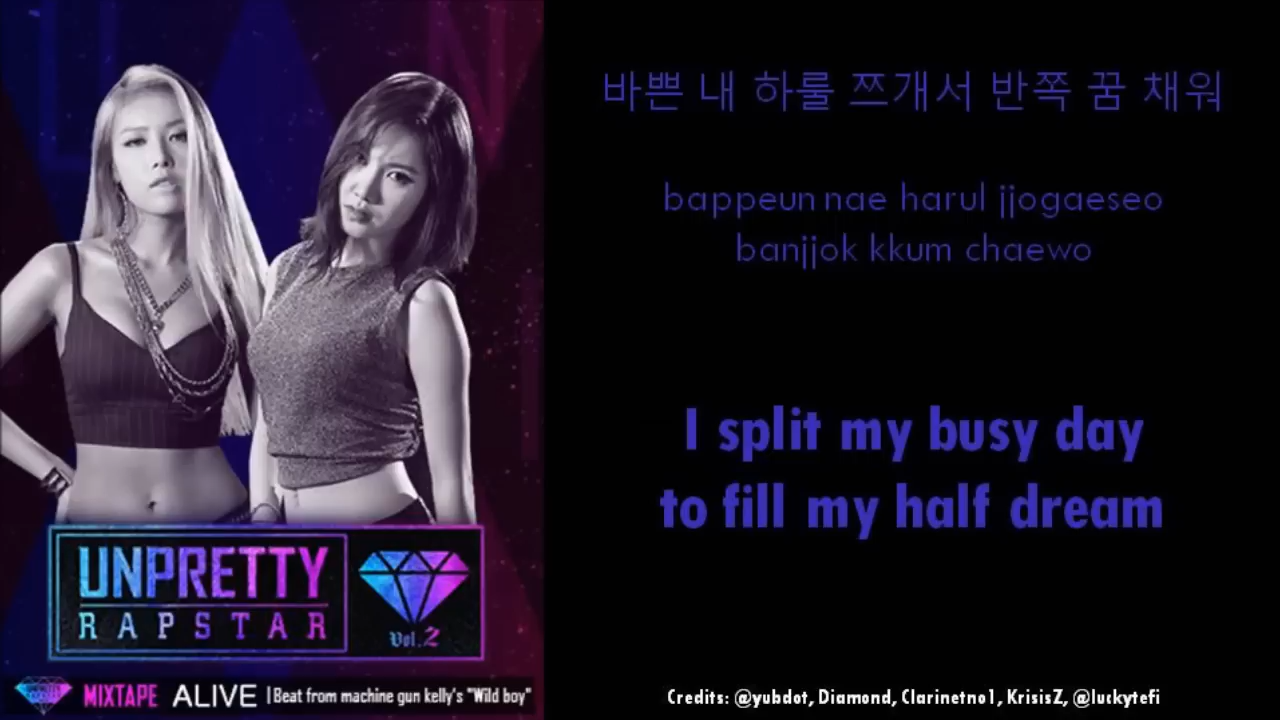 바쁜 내 하룰 쯔개서 반쪽 꿈 채워
bappeun nae harul jjogaeseo
banjjok kkum chaewo
I split my busy day
to fill my half dream
UNPRETTY
RAPSTAR
Vol.2
MIXTAPE ALIVE | Beat from machine gun kelly's "Wild boy"
Credits: @yubdot, Diamond, Clarinetno1, KrisisZ, @luckytefi